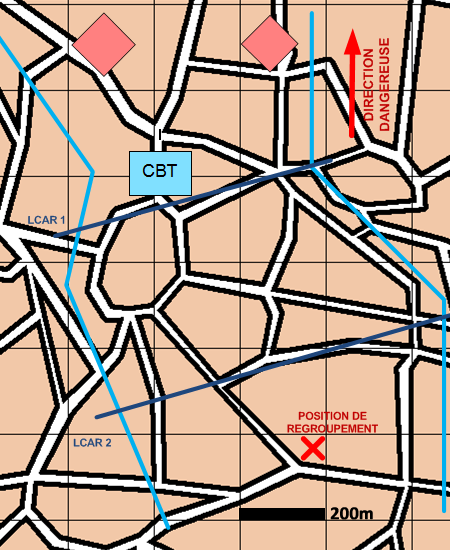 DIRECTION
DANGEREUSE
CBT
LCAR 1
POSITION DE
REGROUPEMENT
LCAR 2
200m